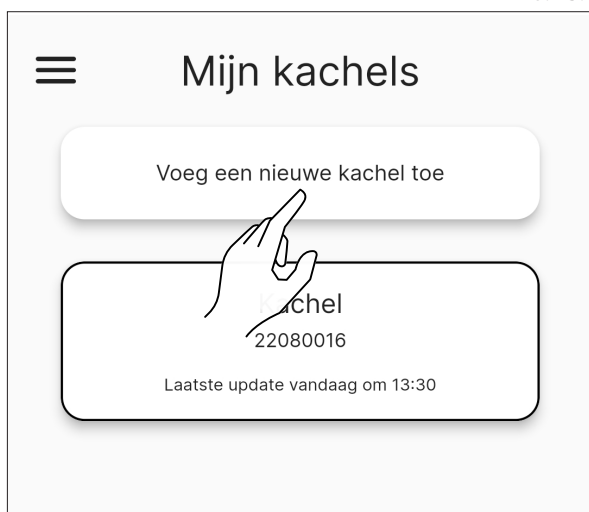 Mijn kachels
Voeg een nieuwe kachel toe
Kachel
22080016
Laatste update vandaag om 13:30